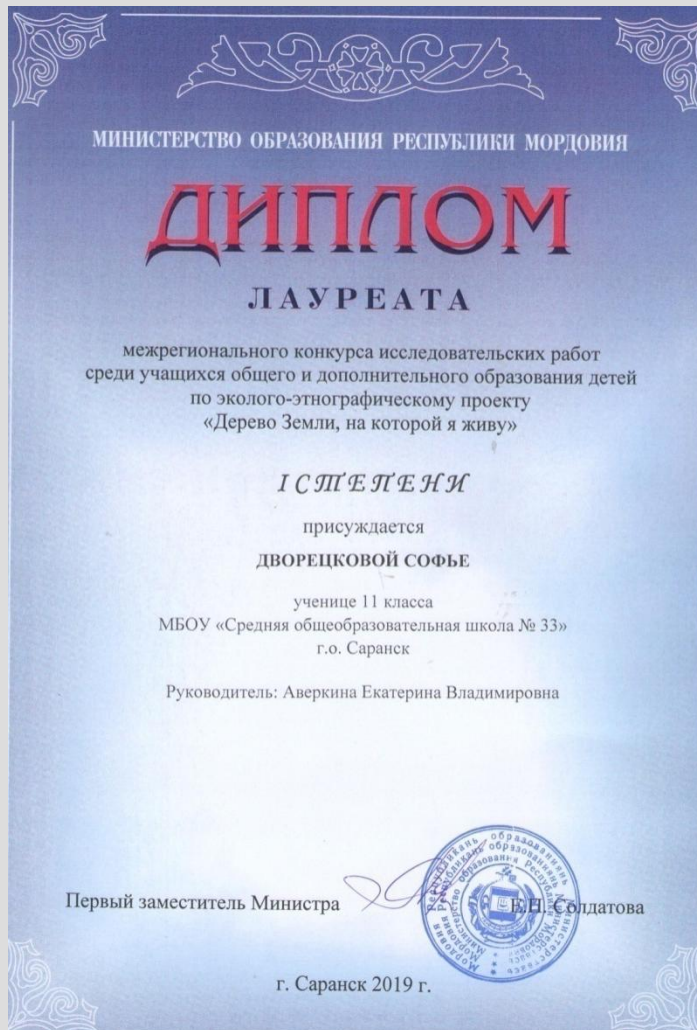 МИНИСТЕРСТВО ОБРАЗОВАНИЯ РЕСПУБЛИКИ МОРДОВИЯ
ДИПЛОМ
ЛАУРЕАТА
межрегионального конкурса исследовательских работ
среди учащихся общего и дополнительного образования детей
по эколого-этнографическому проекту
«Дерево Земли, на которой я живу»
I СТЕПЕНИ
присуждается
ДВОРЕЦКОВОЙ СОФЬЕ
ученице 11 класса
МБОУ «Средняя общеобразовательная школа № 33»
г.о. Саранск
Руководитель: Аверкина Екатерина Владимировна
Первый заместитель Министра Е.Н. Солдатова
г. Саранск 2019 г.